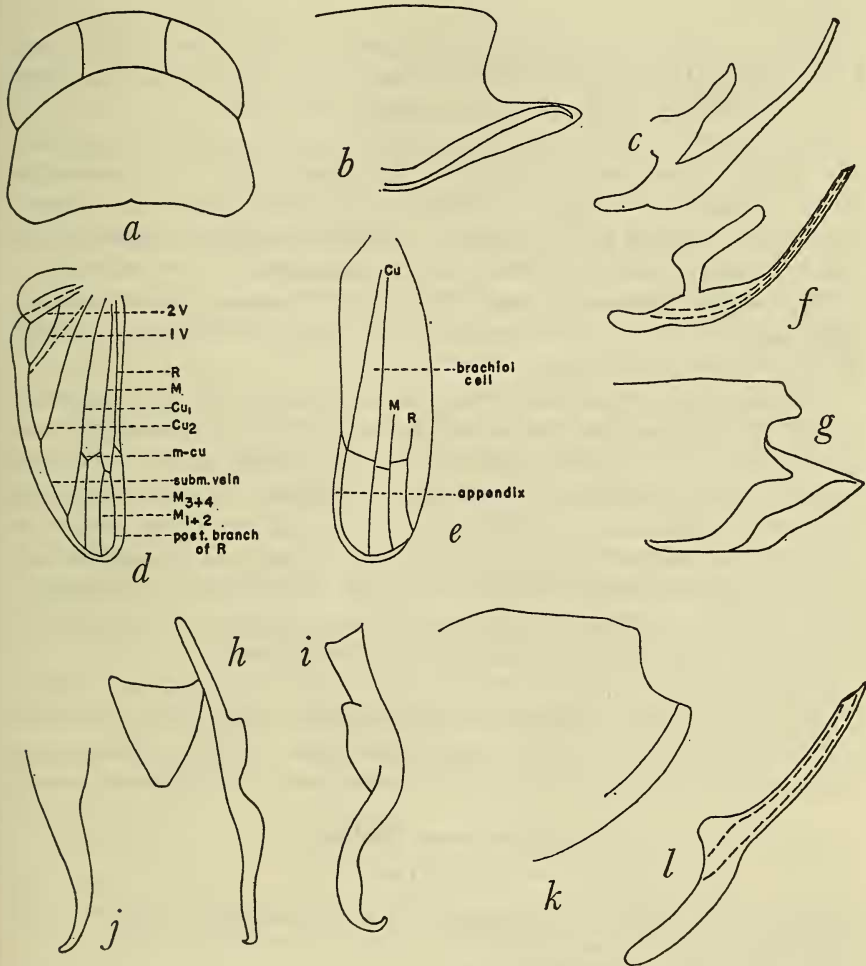 a
b
c
f
2 V
1 V
R
M
Cu₁
Cu₂
m-cu
subm. vein
M₃₊₄
M₁₊₂
post. branch
of R
d
Cu
brachial
cell
M
R
appendix
e
g
h
i
j
k
l